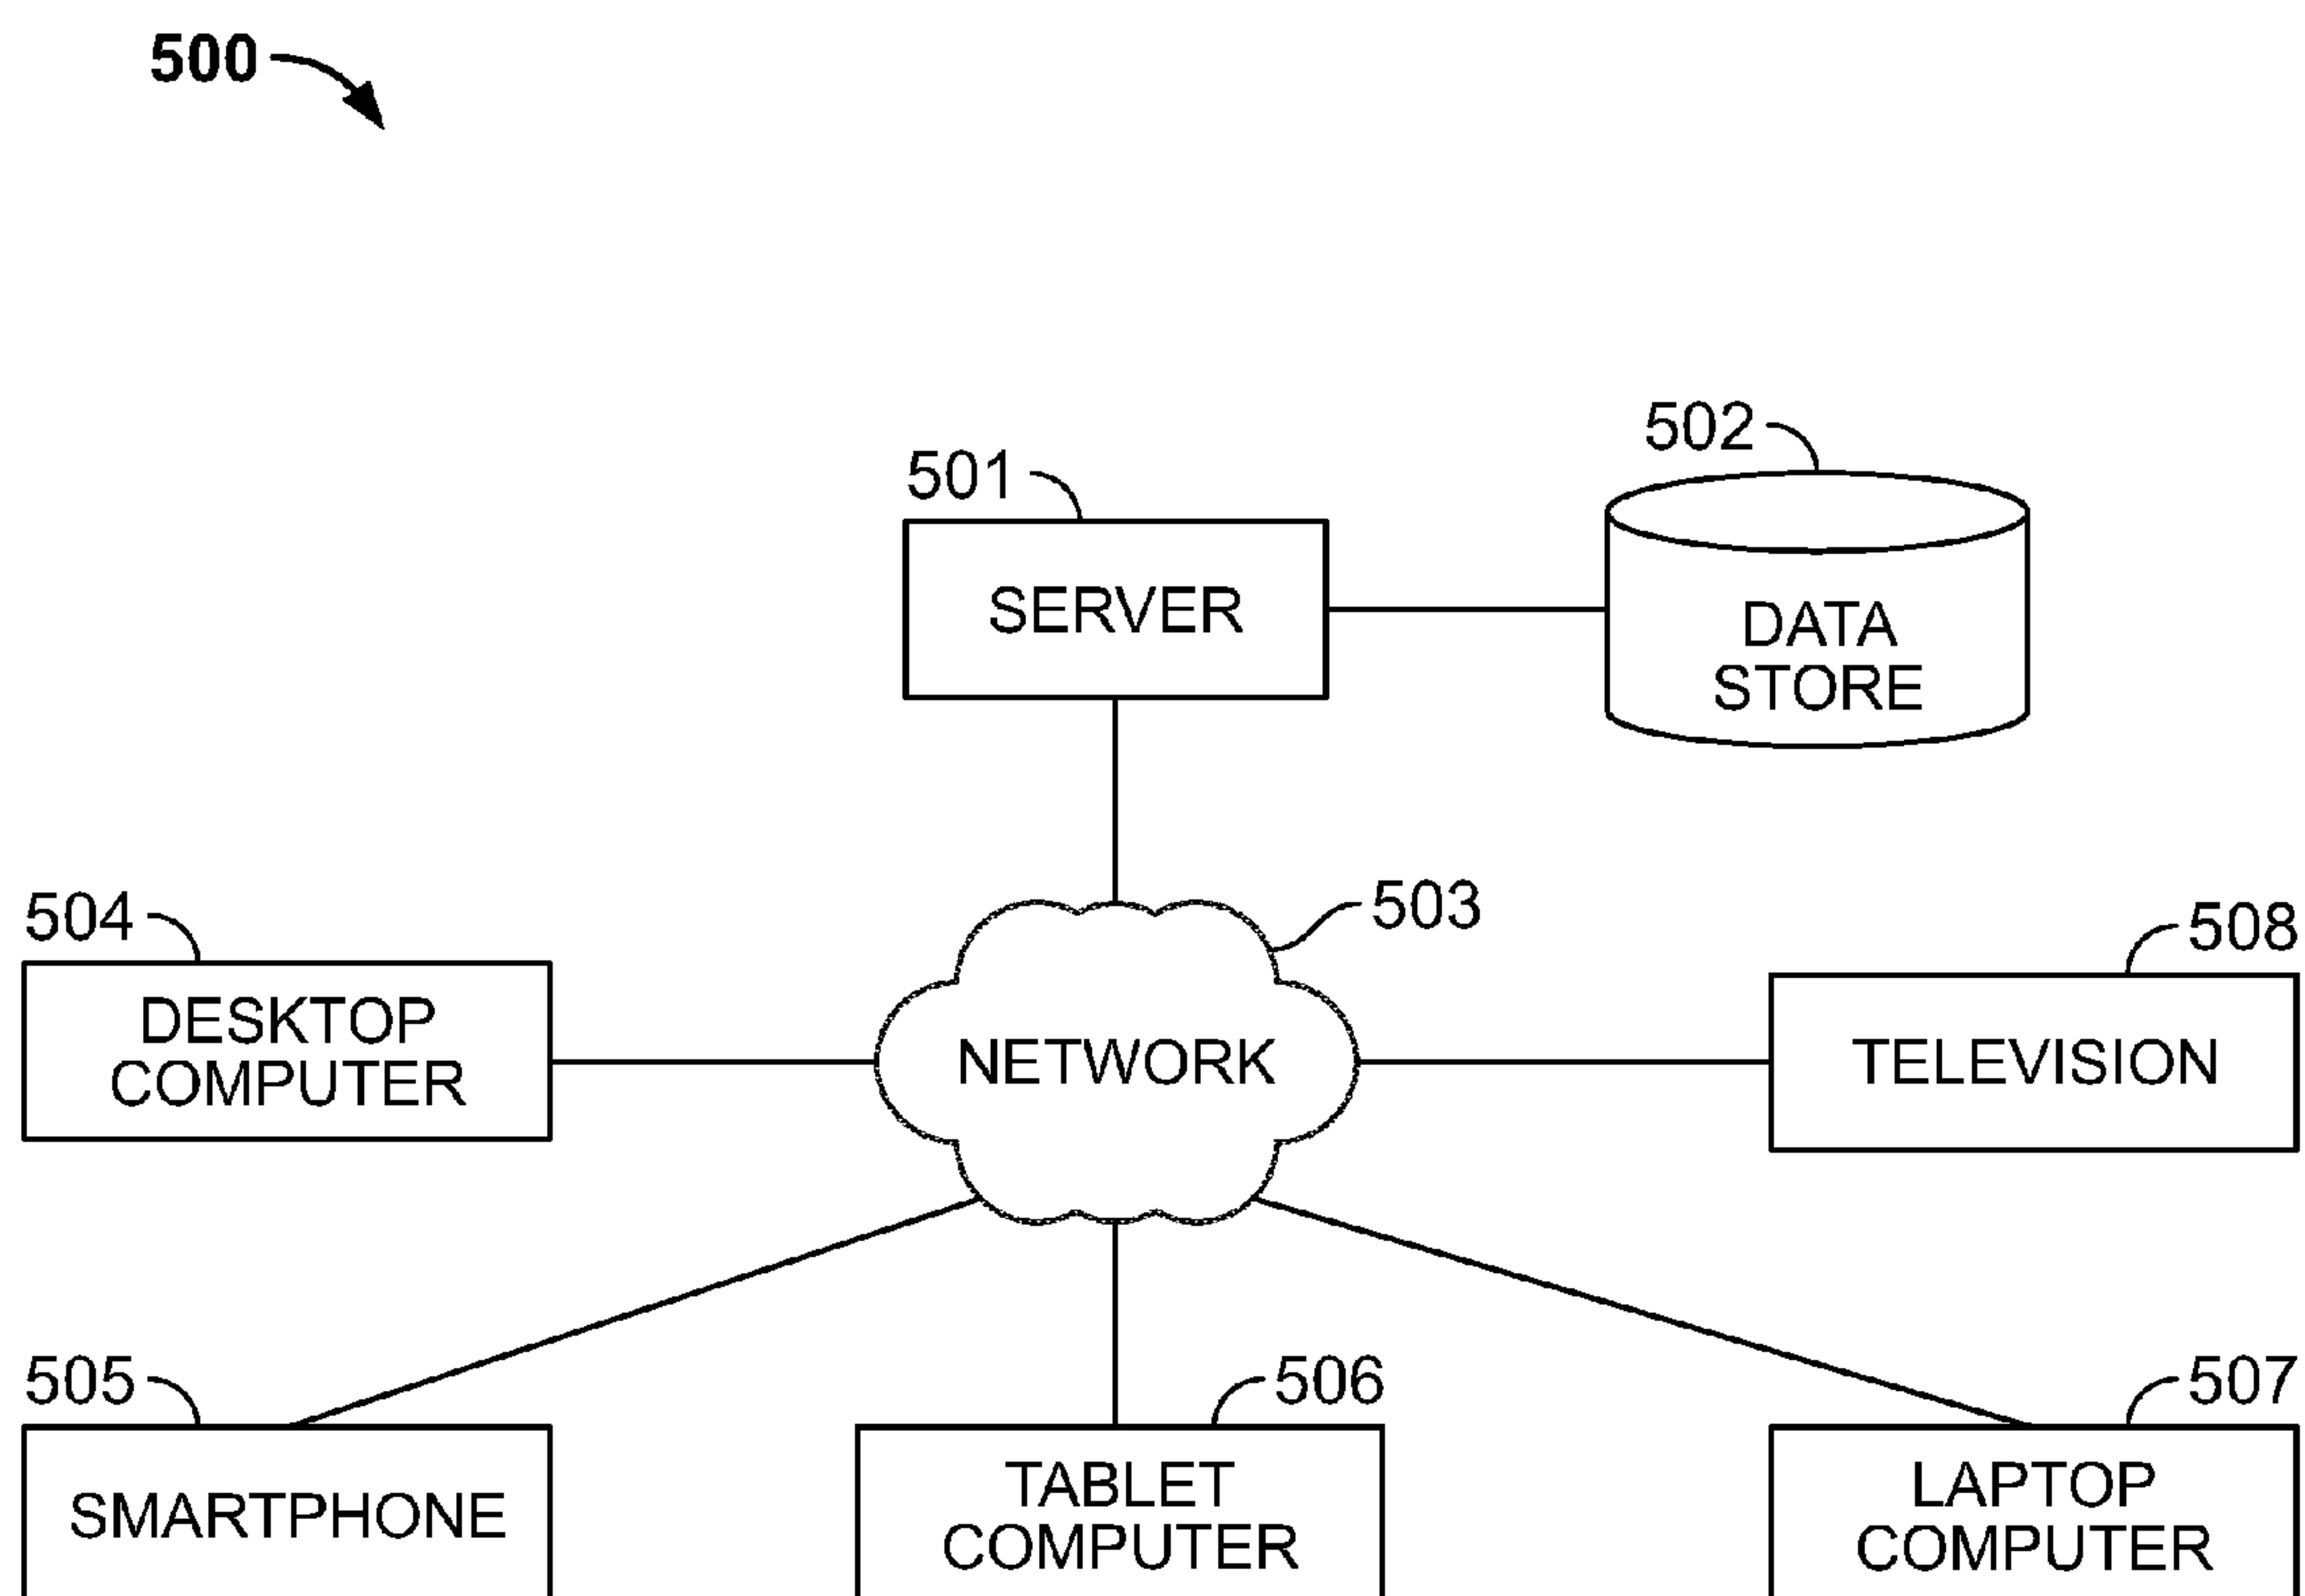 500
502
501
SERVER
DATA
STORE
503
504
508
DESKTOP
COMPUTER
NETWORK
TELEVISION
505
506
507
SMARTPHONE
TABLET
COMPUTER
LAPTOP
COMPUTER